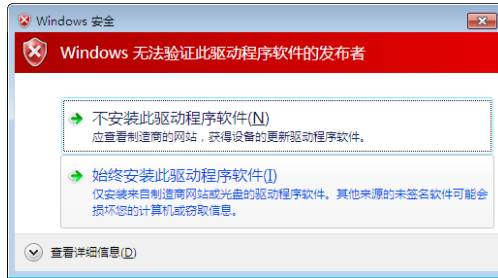 Windows 安全
Windows 无法验证此驱动程序软件的发布者
不安装此驱动程序软件(N)
应查看制造商的网站，获得设备的更新驱动程序软件。
始终安装此驱动程序软件(I)
仅安装来自制造商网站或光盘的驱动程序软件。其他来源的未签名软件可能会
损坏您的计算机或窃取信息。
查看详细信息(D)